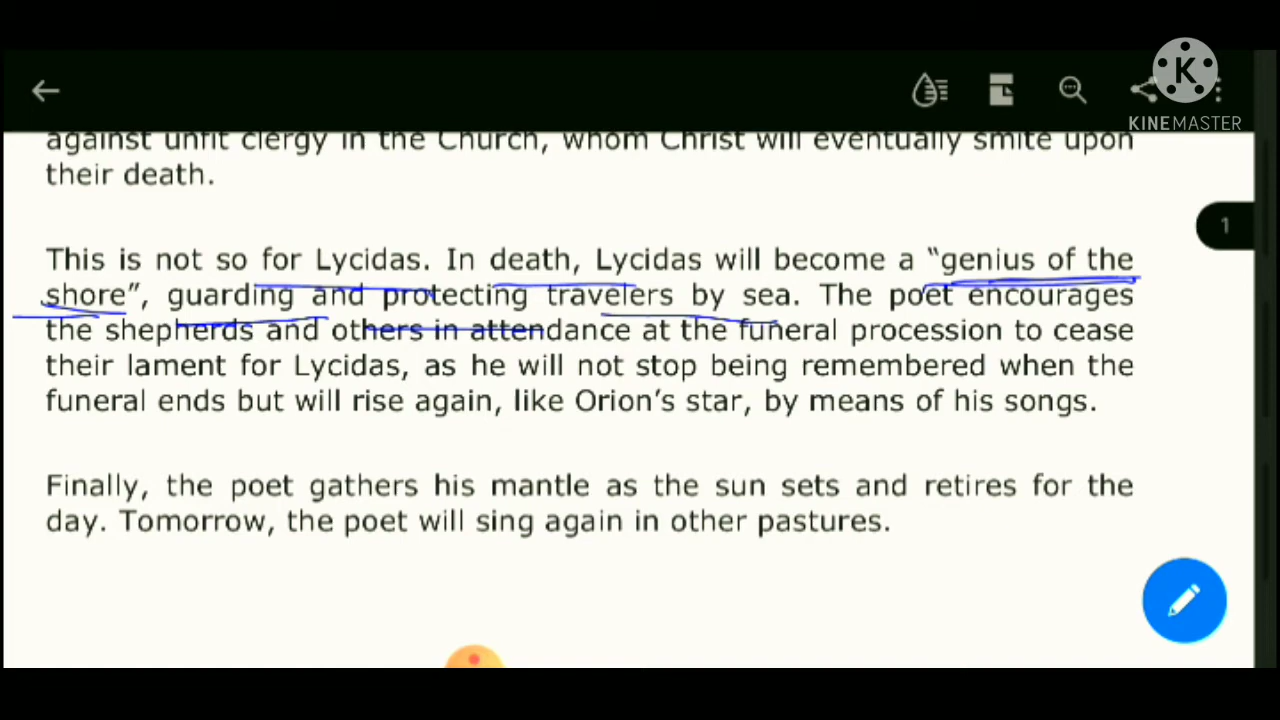 K
KINEMASTER
against unfit clergy in the Church, whom Christ will eventually smite upon
their death.
1
This is not so for Lycidas. In death, Lycidas will become a “genius of the
shore”, guarding and protecting travelers by sea. The poet encourages
the shepherds and others in attendance at the funeral procession to cease
their lament for Lycidas, as he will not stop being remembered when the
funeral ends but will rise again, like Orion’s star, by means of his songs.
Finally, the poet gathers his mantle as the sun sets and retires for the
day. Tomorrow, the poet will sing again in other pastures.